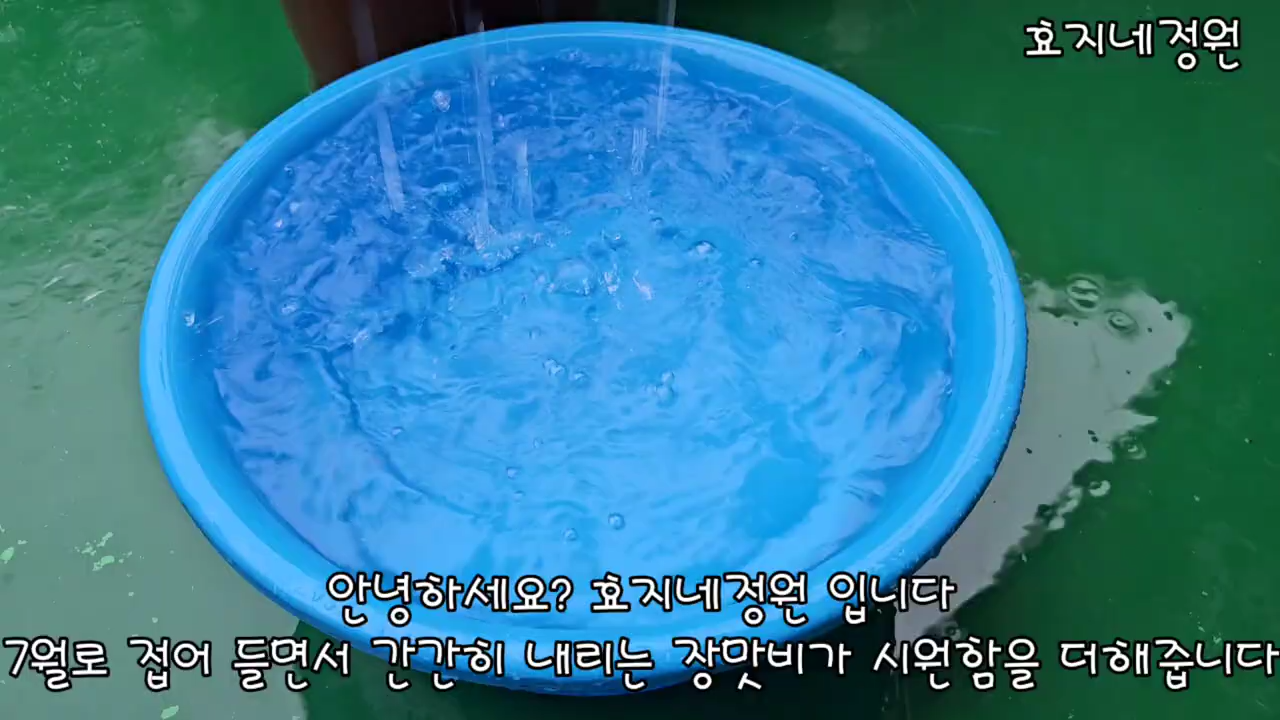 효지네정원
안녕하세요? 효지네정원 입니다
7월로 접어 들면서 간간히 내리는 장맛비가 시원함을 더해줍니다